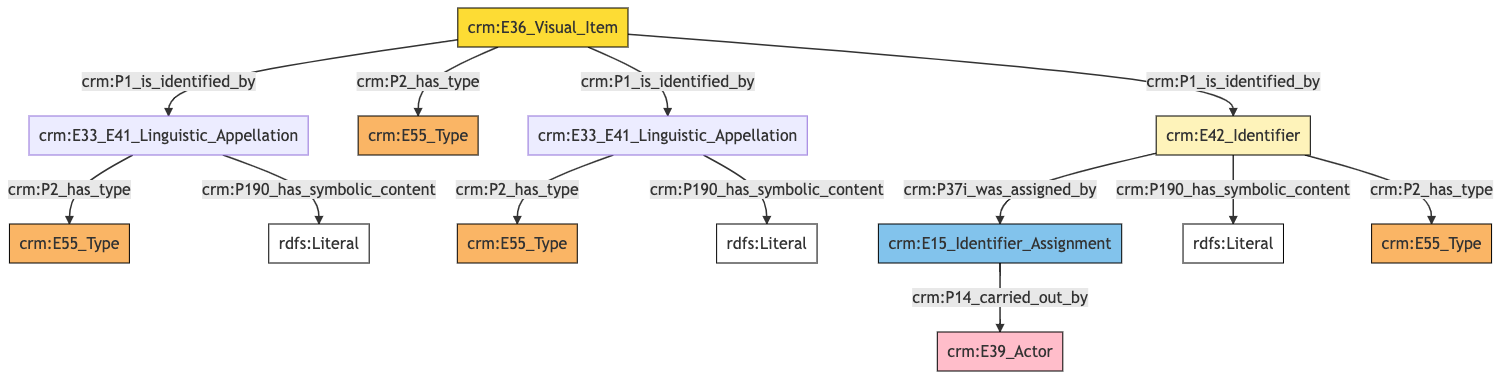 crm:E36_Visual_Item
crm:P1_is_identified_by
crm:P2_has_type
crm:P1_is_identified_by
crm:P1_is_identified_by
crm:E33_E41_Linguistic_Appellation
crm:E55_Type
crm:E33_E41_Linguistic_Appellation
crm:E42_Identifier
crm:P2_has_type
crm:P190_has_symbolic_content
crm:P2_has_type
crm:P190_has_symbolic_content
crm:P37i_was_assigned_by
crm:P190_has_symbolic_content
crm:P2_has_type
crm:E55_Type
rdfs:Literal
crm:E55_Type
rdfs:Literal
crm:E15_Identifier_Assignment
rdfs:Literal
crm:E55_Type
crm:P14_carried_out_by
crm:E39_Actor